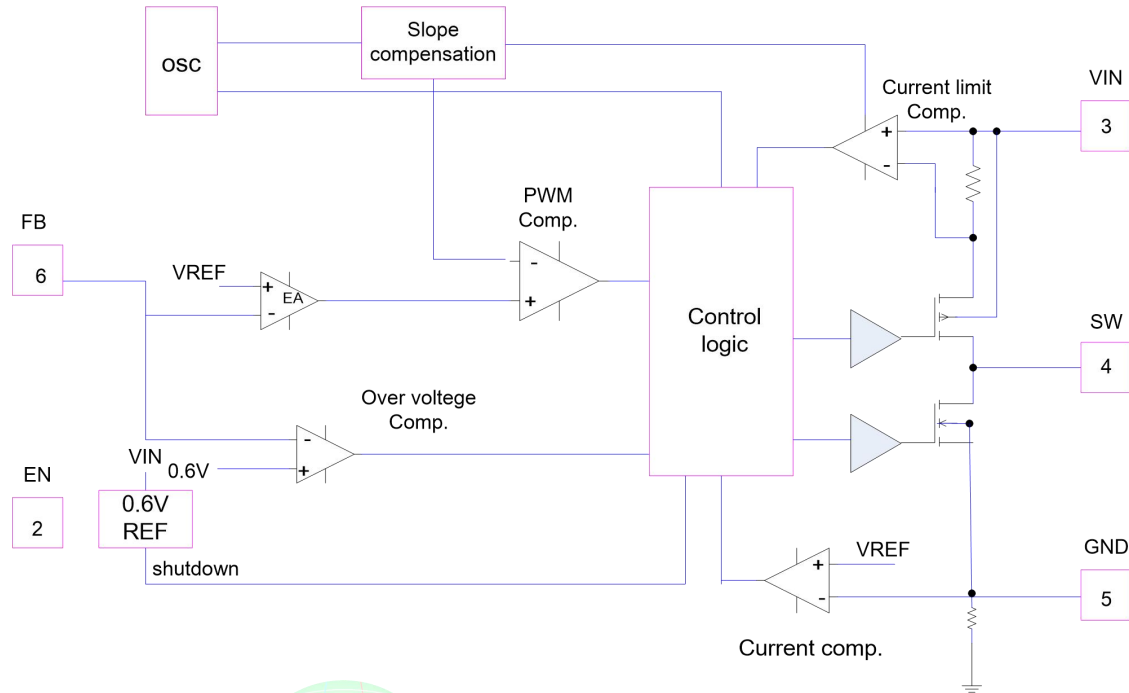 OSC
Slope
compensation
Current limit
Comp.
VIN
3
+
-
PWM
Comp.
-
+
FB
6
VREF
+
EA
-
Control
logic
SW
4
Over voltege
Comp.
-
+
VIN
0.6V
EN
2
0.6V
REF
shutdown
VREF
+
-
GND
5
Current comp.